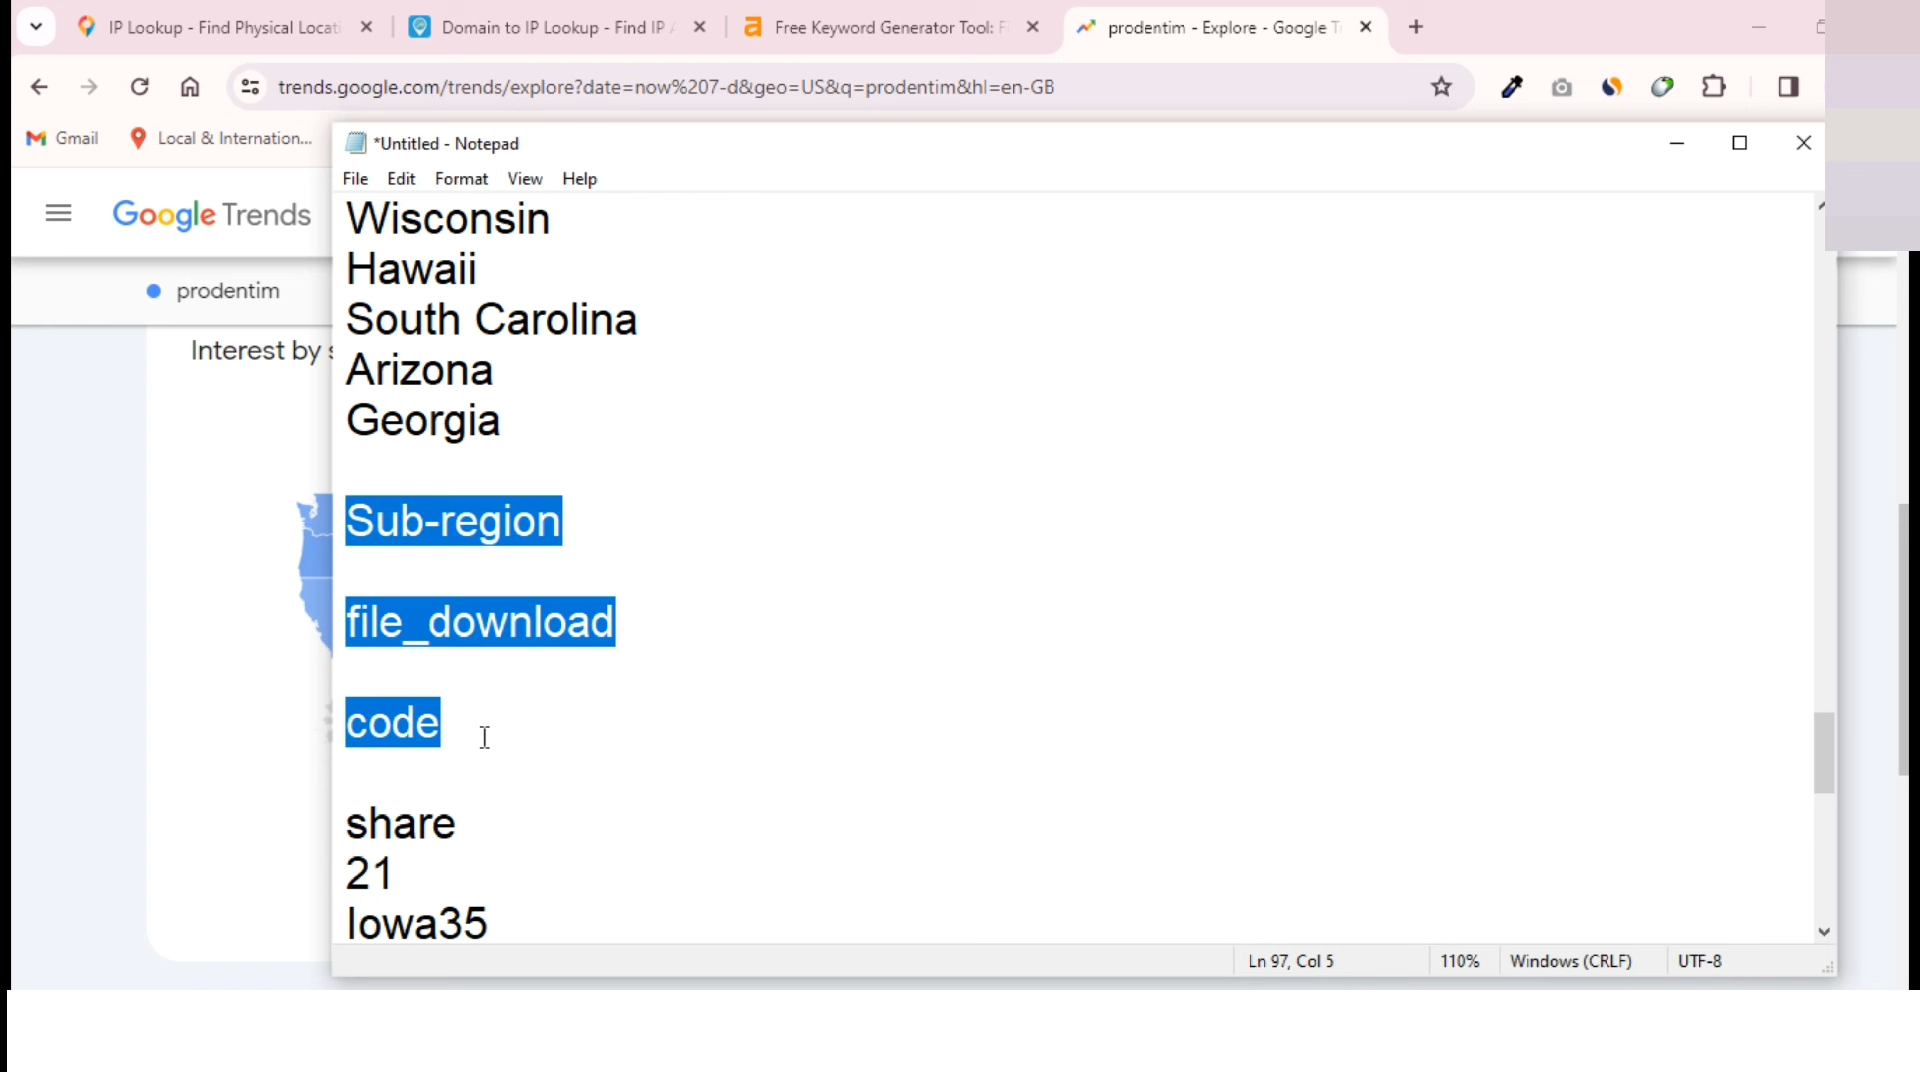 IP Lookup - Find Physical Locati
Domain to IP Lookup - Find IP
Free Keyword Generator Tool: F
prodentim - Explore - Google Tr
trends.google.com/trends/explore?date=now%207-d&geo=US&q=prodentim&hl=en-GB
Gmail
Local & Internation...
*Untitled - Notepad
File Edit Format View Help
Google Trends
prodentim
Interest by
Wisconsin
Hawaii
South Carolina
Arizona
Georgia
Sub-region
file_download
code
share
21
Iowa35
Ln 97, Col 5
110%
Windows (CRLF)
UTF-8